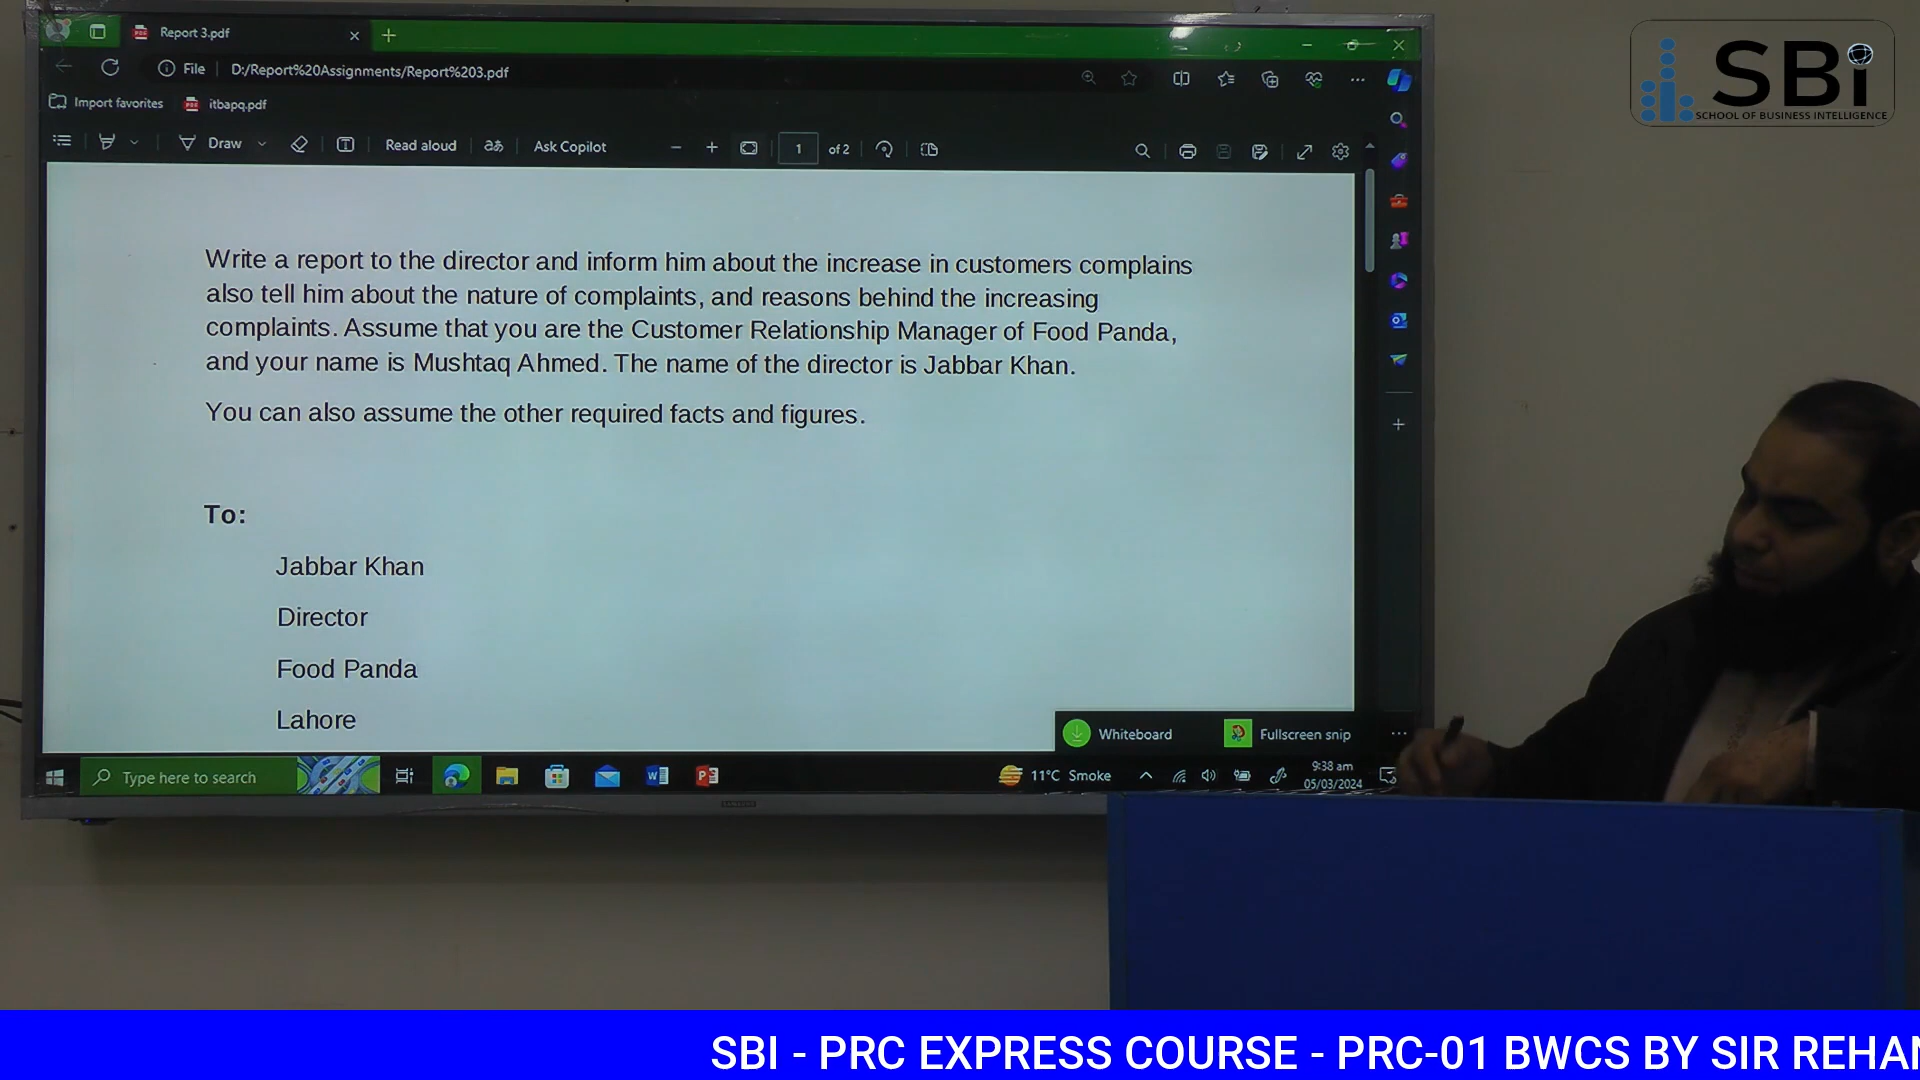 Report 3.pdf
File D:/Report%20Assignments/Report%203.pdf
Import favorites itbapq.pdf
Draw Read aloud aあ Ask Copilot 1 of 2
Write a report to the director and inform him about the increase in customers complains
also tell him about the nature of complaints, and reasons behind the increasing
complaints. Assume that you are the Customer Relationship Manager of Food Panda,
and your name is Mushtaq Ahmed. The name of the director is Jabbar Khan.
You can also assume the other required facts and figures.
To:
Jabbar Khan
Director
Food Panda
Lahore
Whiteboard Fullscreen snip
Type here to search
11°C Smoke
9:38 am
05/03/2024
SAMSUNG
SBi
SCHOOL OF BUSINESS INTELLIGENCE
SBI - PRC EXPRESS COURSE - PRC-01 BWCS BY SIR REHAN